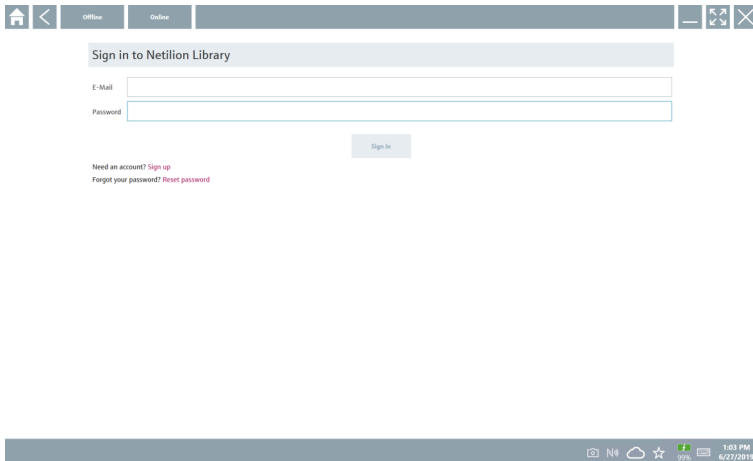 Offline Online
Sign in to Netilion Library
E-Mail
Password
Sign In
Need an account? Sign up
Forgot your password? Reset password
99%
1:03 PM
6/27/2019